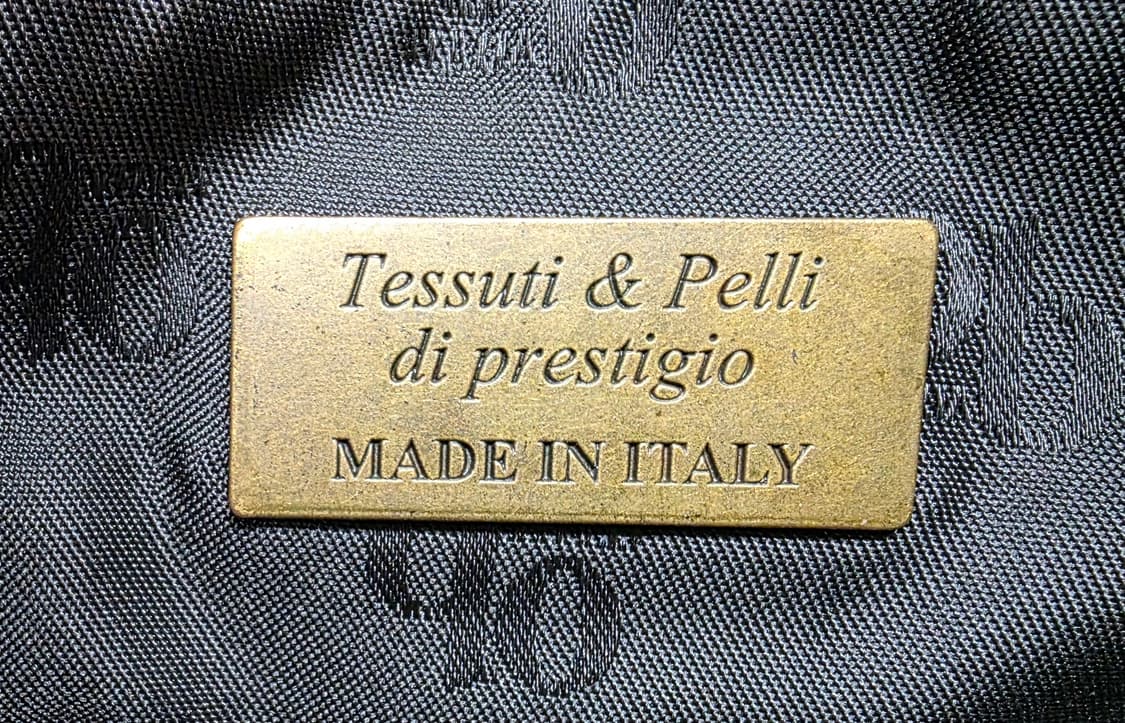 Tessuti & Pelli
di prestigio
MADE IN ITALY